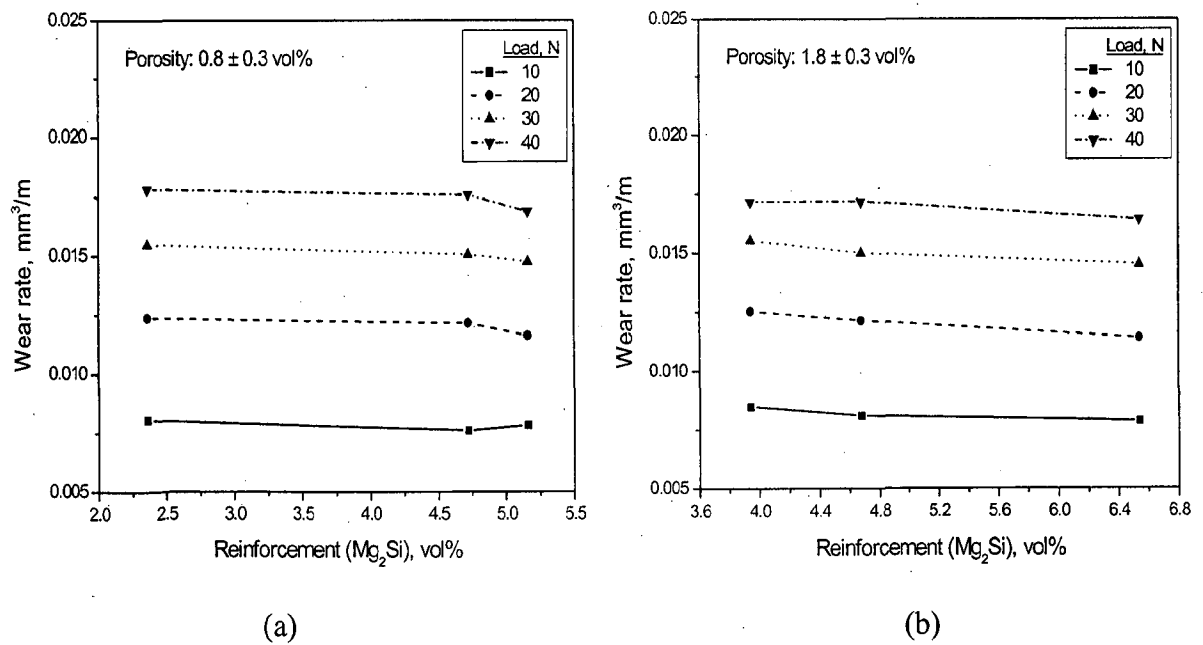 Porosity: 0.8 ± 0.3 vol%
Load, N
10
20
30
40
0.025
0.020
0.015
0.010
0.005
Wear rate, mm³/m
2.0 2.5 3.0 3.5 4.0 4.5 5.0 5.5
Reinforcement (Mg₂Si), vol%
(a)
Porosity: 1.8 ± 0.3 vol%
Load, N
10
20
30
40
0.025
0.020
0.015
0.010
0.005
Wear rate, mm³/m
3.6 4.0 4.4 4.8 5.2 5.6 6.0 6.4 6.8
Reinforcement (Mg₂Si), vol%
(b)